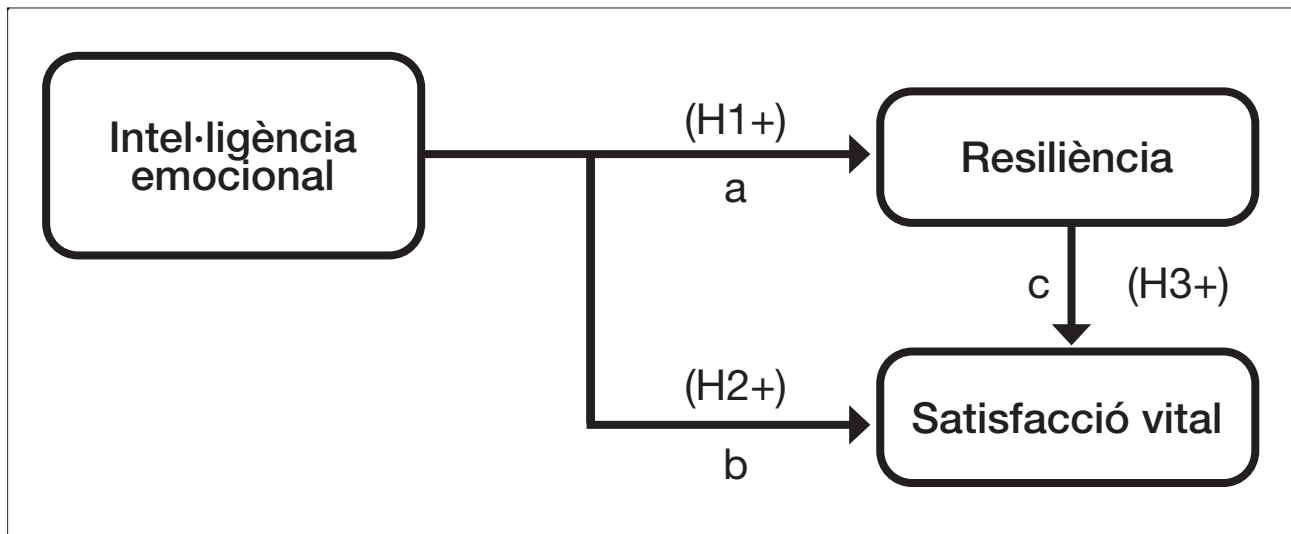 Intel·ligència
emocional
(H1+)
a
Resiliència
c
(H3+)
(H2+)
b
Satisfacció vital